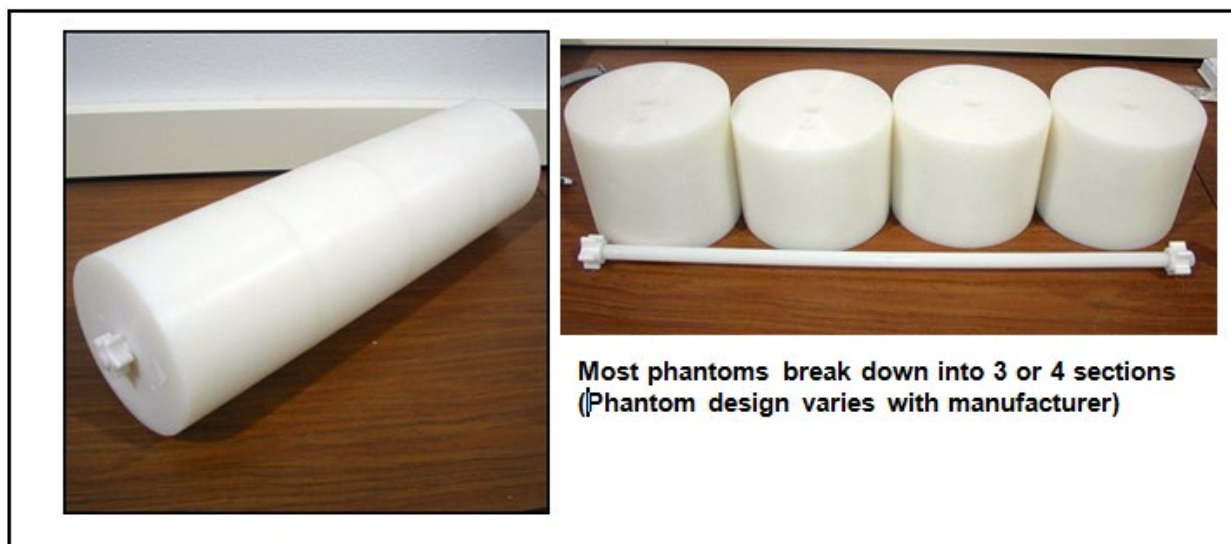 Most phantoms break down into 3 or 4 sections
(Phantom design varies with manufacturer)